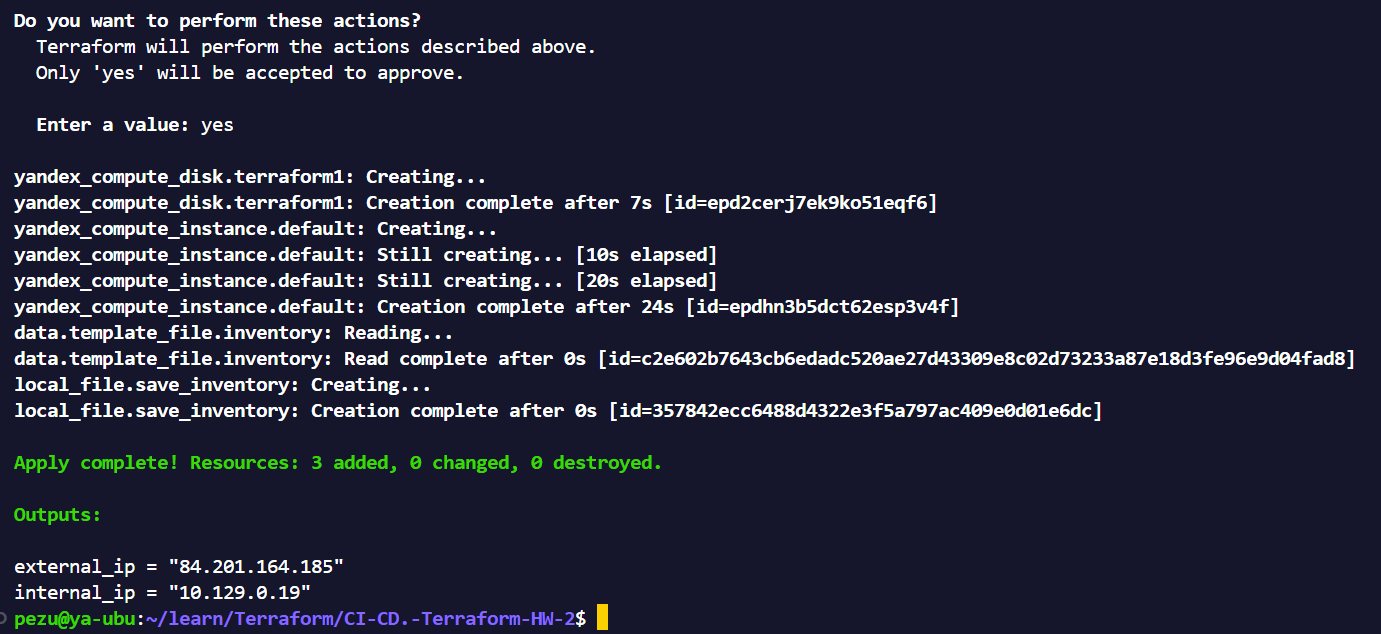 Do you want to perform these actions?
  Terraform will perform the actions described above.
  Only 'yes' will be accepted to approve.

  Enter a value: yes

yandex_compute_disk.terraform1: Creating...
yandex_compute_disk.terraform1: Creation complete after 7s [id=epd2cerj7ek9ko51eqf6]
yandex_compute_instance.default: Creating...
yandex_compute_instance.default: Still creating... [10s elapsed]
yandex_compute_instance.default: Still creating... [20s elapsed]
yandex_compute_instance.default: Creation complete after 24s [id=epdhn3b5dct62esp3v4f]
data.template_file.inventory: Reading...
data.template_file.inventory: Read complete after 0s [id=c2e602b7643cb6edadc520ae27d43309e8c02d73233a87e18d3fe96e9d04fad8]
local_file.save_inventory: Creating...
local_file.save_inventory: Creation complete after 0s [id=357842ecc6488d4322e3f5a797ac409e0d01e6dc]

Apply complete! Resources: 3 added, 0 changed, 0 destroyed.

Outputs:

external_ip = "84.201.164.185"
internal_ip = "10.129.0.19"
pezu@ya-ubu:~/learn/Terraform/CI-CD.-Terraform-HW-2$